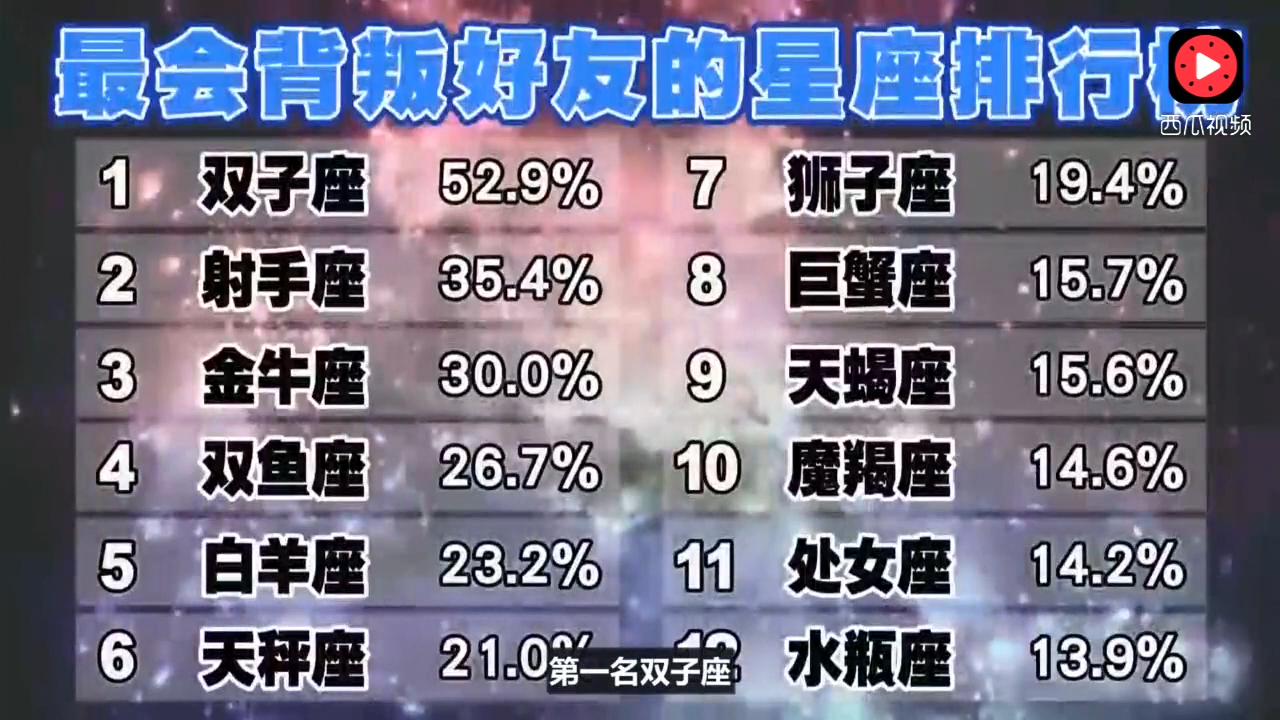 最会背叛好友的星座排行
西瓜视频
1 双子座 52.9%
2 射手座 35.4%
3 金牛座 30.0%
4 双鱼座 26.7%
5 白羊座 23.2%
6 天秤座 21.0%
7 狮子座 19.4%
8 巨蟹座 15.7%
9 天蝎座 15.6%
10 魔羯座 14.6%
11 处女座 14.2%
12 水瓶座 13.9%
第一名双子座